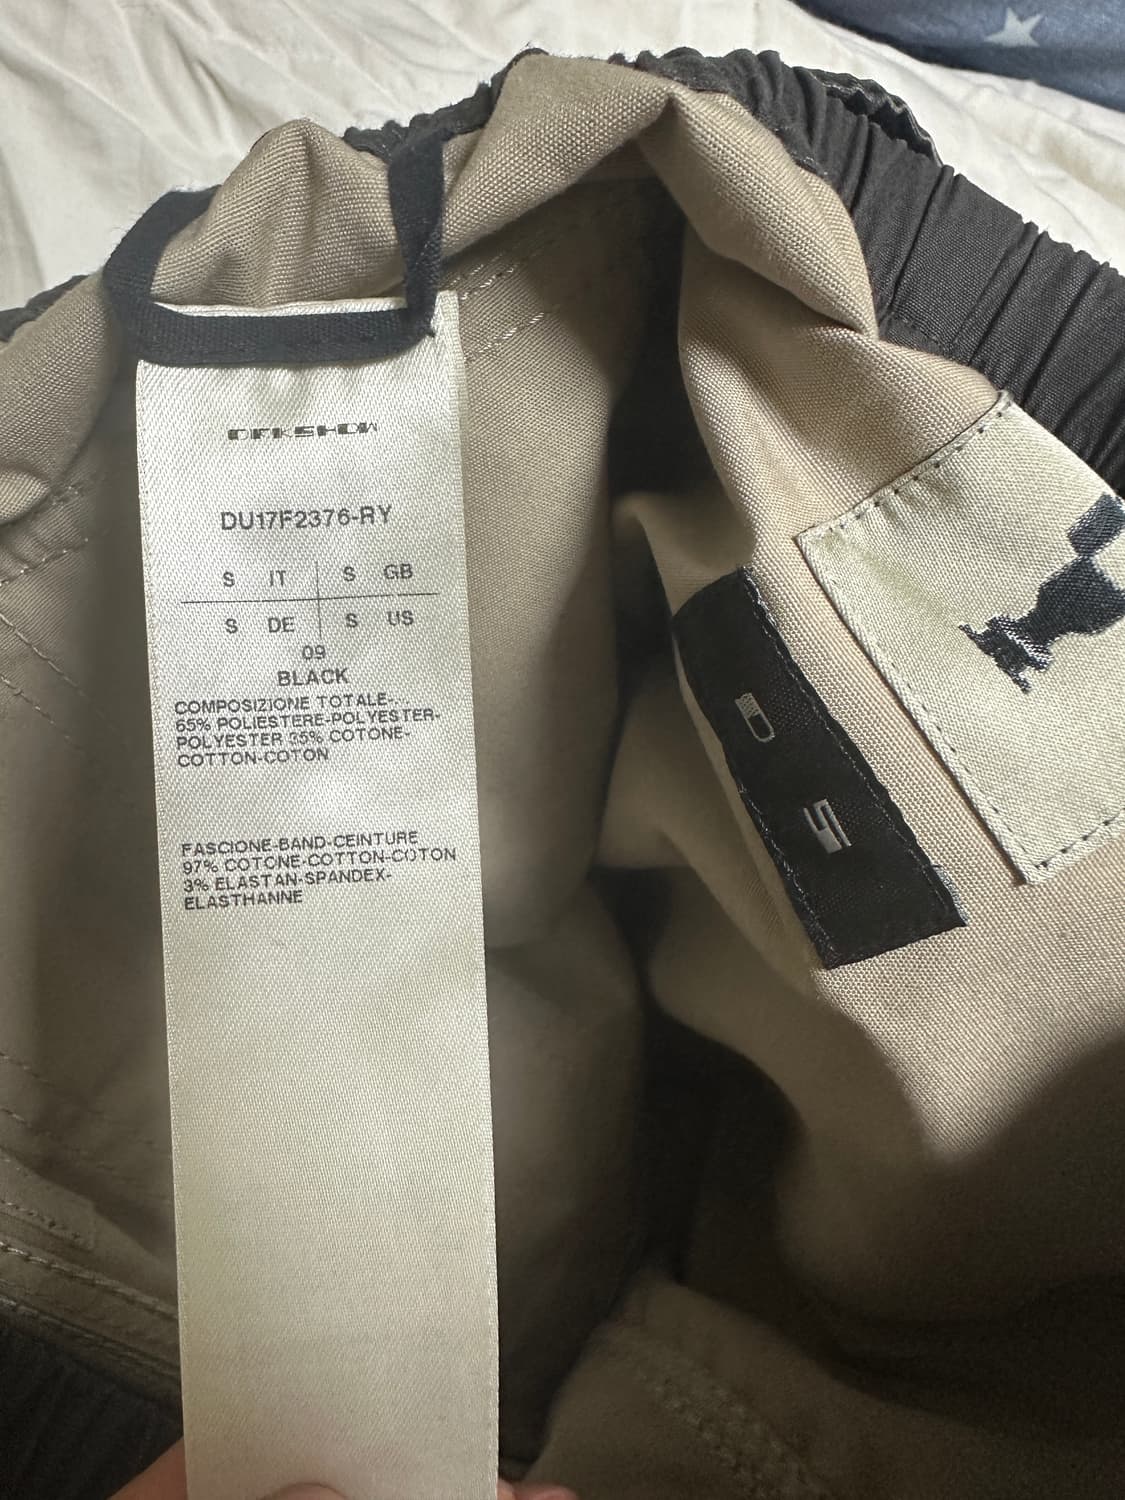 DRKSHDW
DU17F2376-RY
S IT S GB
S DE S US
09
BLACK
COMPOSIZIONE TOTALE-
65% POLIESTERE-POLYESTER-
POLYESTER 35% COTONE-
COTTON-COTON
FASCIONE-BAND-CEINTURE
97% COTONE-COTTON-COTON
3% ELASTAN-SPANDEX-
ELASTHANNE
D
S